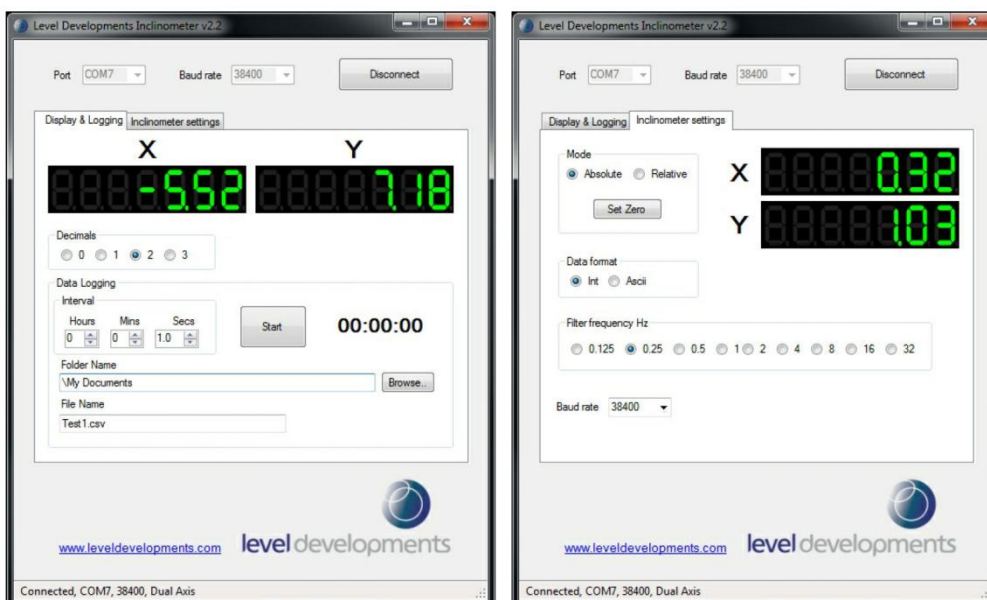 Level Developments Inclinometer v2.2
Port COM7 Baud rate 38400 Disconnect
Display & Logging Inclinometer settings
X Y
-5.52 7.18
Decimals
0 1 2 3
Data Logging
Interval
Hours Mins Secs
0 0 1.0 Start 00:00:00
Folder Name
\My Documents Browse..
File Name
Test1.csv
www.leveldevelopments.com level developments
Connected, COM7, 38400, Dual Axis
Level Developments Inclinometer v2.2
Port COM7 Baud rate 38400 Disconnect
Display & Logging Inclinometer settings
Mode
Absolute Relative
Set Zero
X 0.32
Y 1.03
Data format
Int Ascii
Filter frequency Hz
0.125 0.25 0.5 1 2 4 8 16 32
Baud rate 38400
www.leveldevelopments.com level developments
Connected, COM7, 38400, Dual Axis